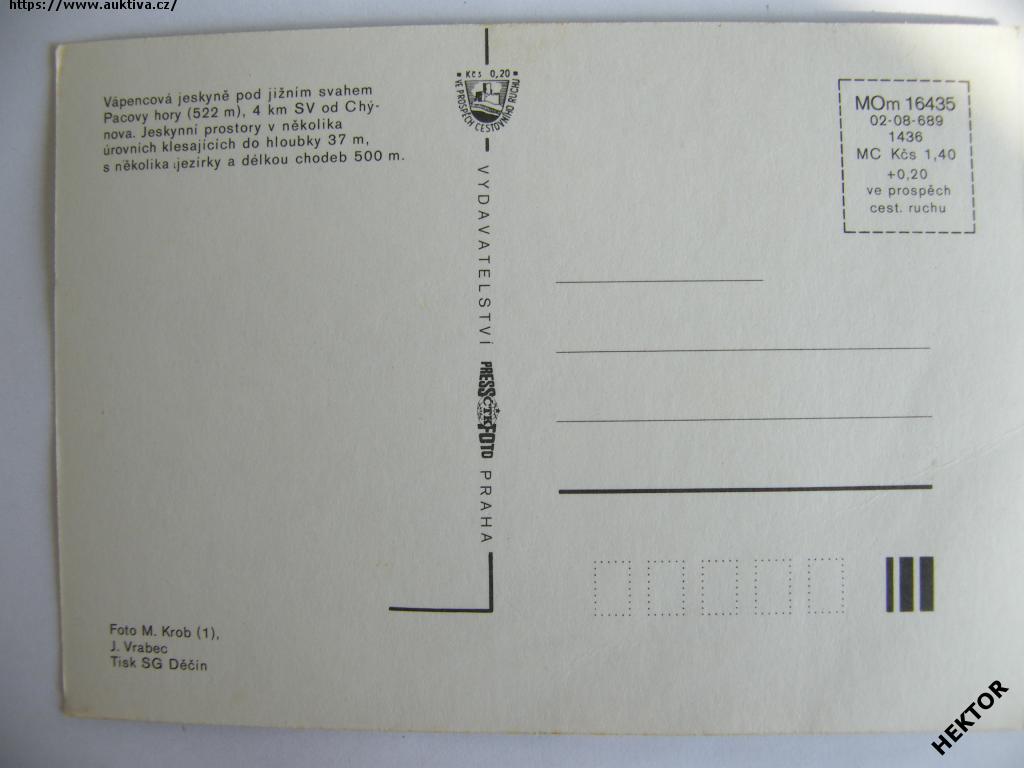 https://www.auktiva.cz/
Vápencová jeskyně pod jižním svahem
Pacovy hory (522 m), 4 km SV od Chý-
nova. Jeskynní prostory v několika
úrovních klesajících do hloubky 37 m,
s několika jezírky a délkou chodeb 500 m.
Kčs 0,20
VE PROSPĚCH CESTOVNÍHO RUCHU
VYDAVATELSTVÍ
PRESS
ČTK
FOTO
PRAHA
MOm 16435
02-08-689
1436
MC Kčs 1,40
+0,20
ve prospěch
cest. ruchu
Foto M. Krob (1),
J. Vrabec
Tisk SG Děčín
HEKTOR